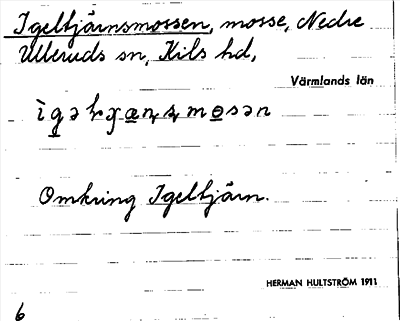 Igeltjärnsmossen, mosse, Nedre
Ulleruds sn, Kils hd,
Värmlands län
Omkring Igeltjärn.
HERMAN HULTSTRÖM 1911
6